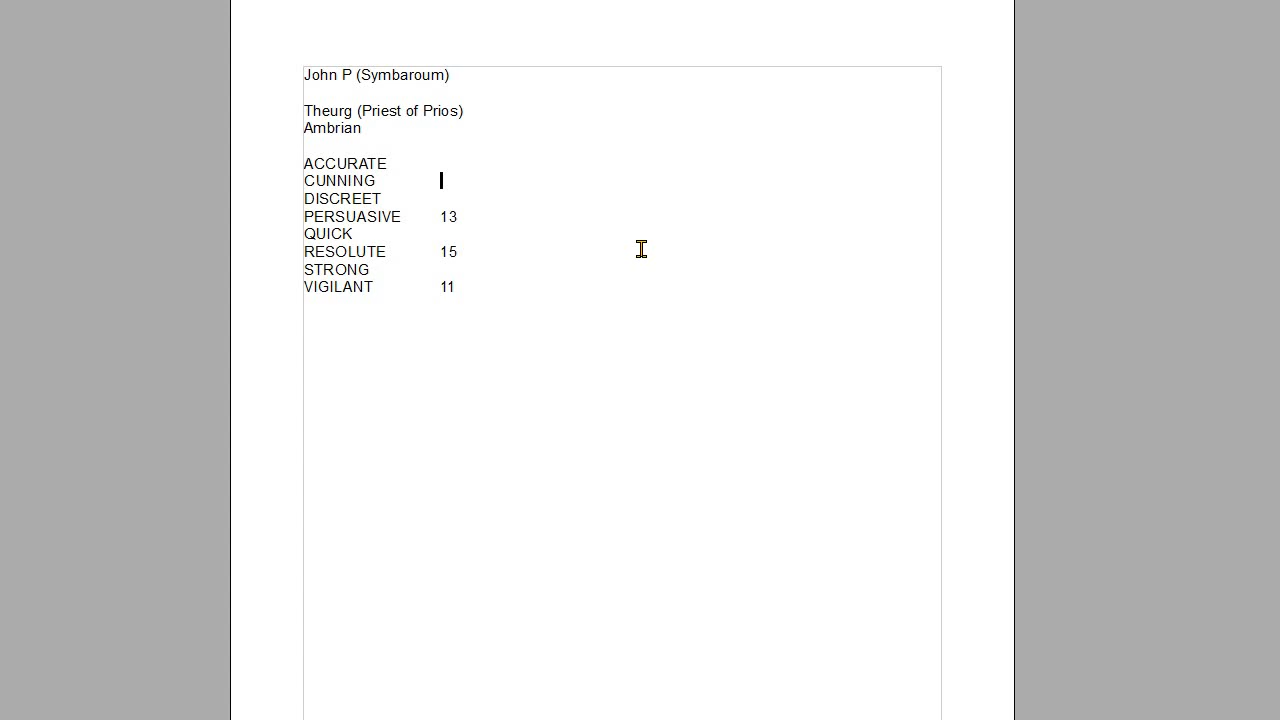 John P (Symbaroum)
Theurg (Priest of Prios)
Ambrian
ACCURATE
CUNNING
DISCREET
PERSUASIVE 13
QUICK
RESOLUTE 15
STRONG
VIGILANT 11